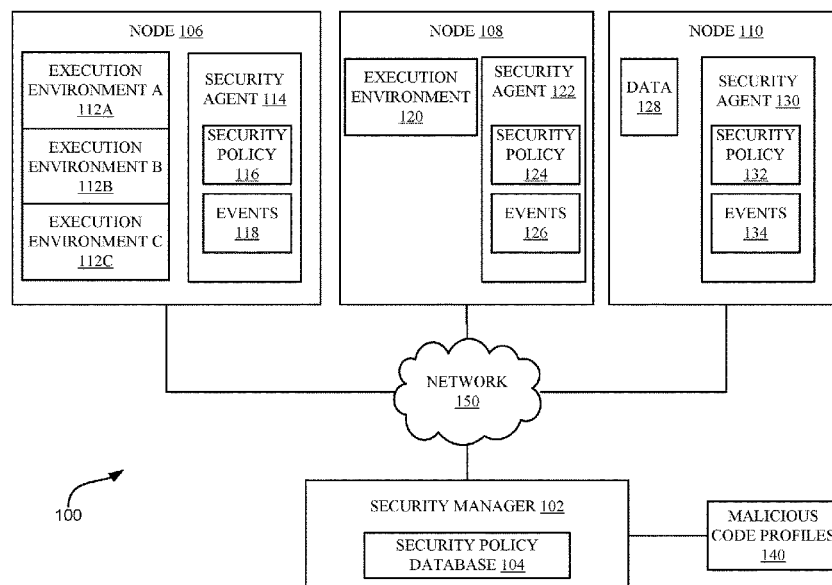 NODE 106
EXECUTION
ENVIRONMENT A
112A
EXECUTION
ENVIRONMENT B
112B
EXECUTION
ENVIRONMENT C
112C
SECURITY
AGENT 114
SECURITY
POLICY
116
EVENTS
118
NODE 108
EXECUTION
ENVIRONMENT
120
SECURITY
AGENT 122
SECURITY
POLICY
124
EVENTS
126
NODE 110
DATA
128
SECURITY
AGENT 130
SECURITY
POLICY
132
EVENTS
134
NETWORK
150
100
SECURITY MANAGER 102
SECURITY POLICY
DATABASE 104
MALICIOUS
CODE PROFILES
140